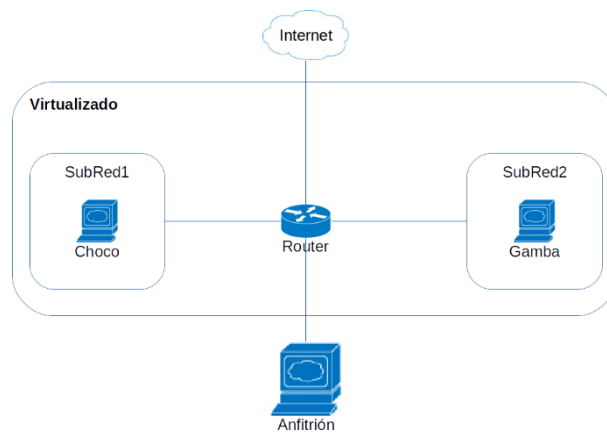 Internet
Virtualizado
SubRed1
SubRed2
Choco
Router
Gamba
Anfitrión